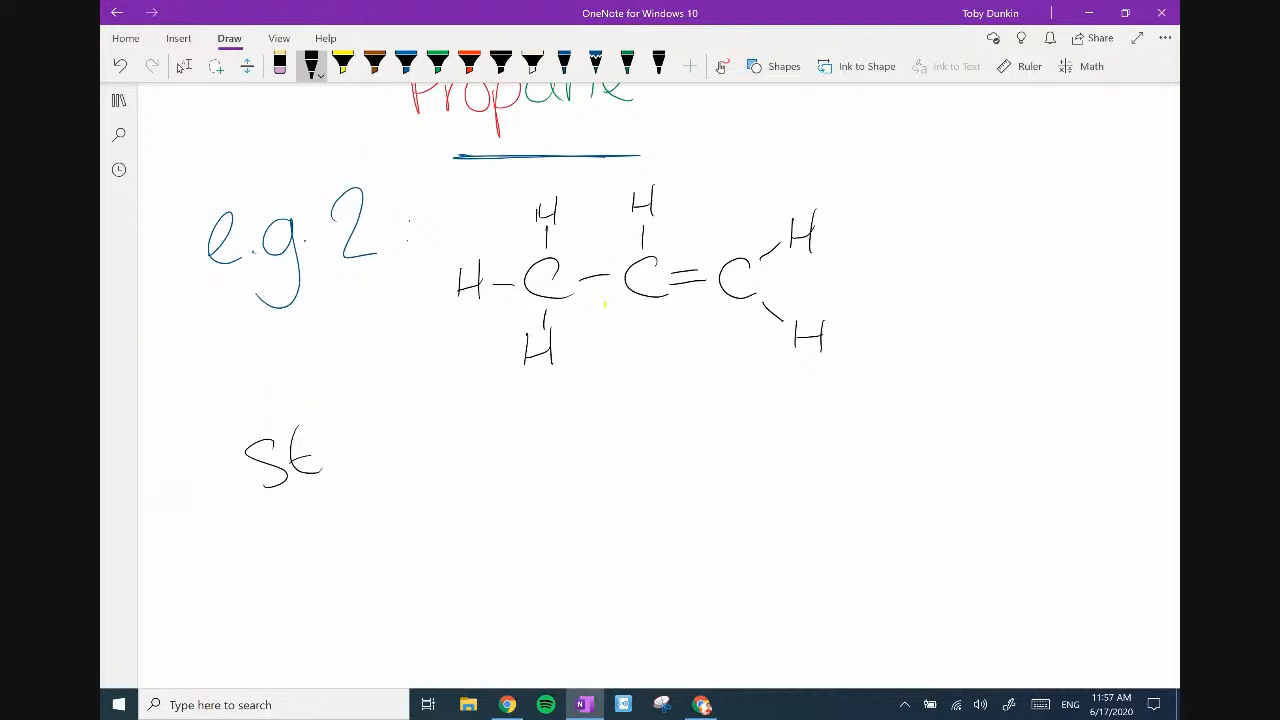 OneNote for Windows 10
Toby Dunkin
Home Insert Draw View Help
Share
Shapes Ink to Shape Ink to Text Ruler Math
Propane
e.g. 2 :
H H H
H - C - C = C
H H
St
Type here to search
ENG
11:57 AM
6/17/2020